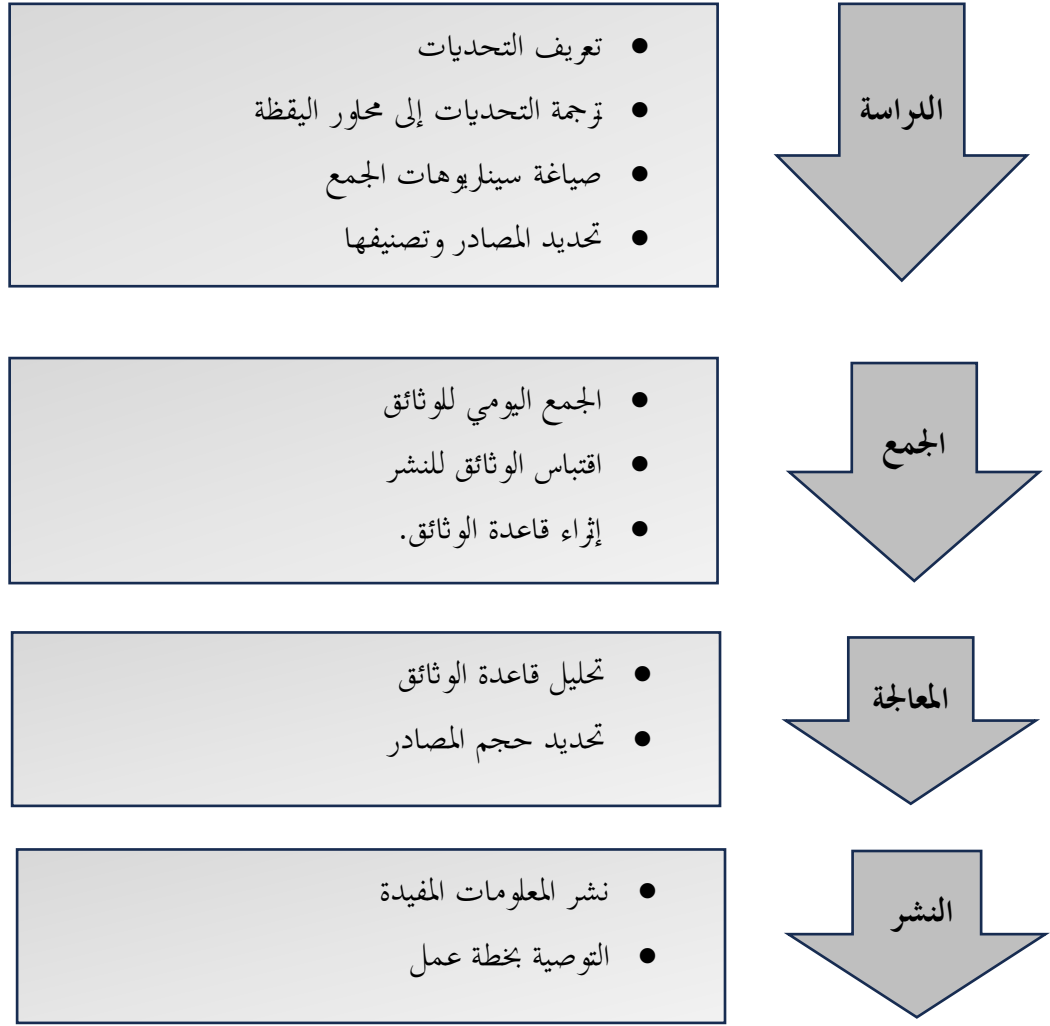 الدراسة
● تعريف التحديات
● ترجمة التحديات إلى محاور اليقظة
● صياغة سيناريوهات الجمع
● تحديد المصادر وتصنيفها
الجمع
● الجمع اليومي للوثائق
● اقتباس الوثائق للنشر
● إثراء قاعدة الوثائق.
المعالجة
● تحليل قاعدة الوثائق
● تحديد حجم المصادر
النشر
● نشر المعلومات المفيدة
● التوصية بخطة عمل